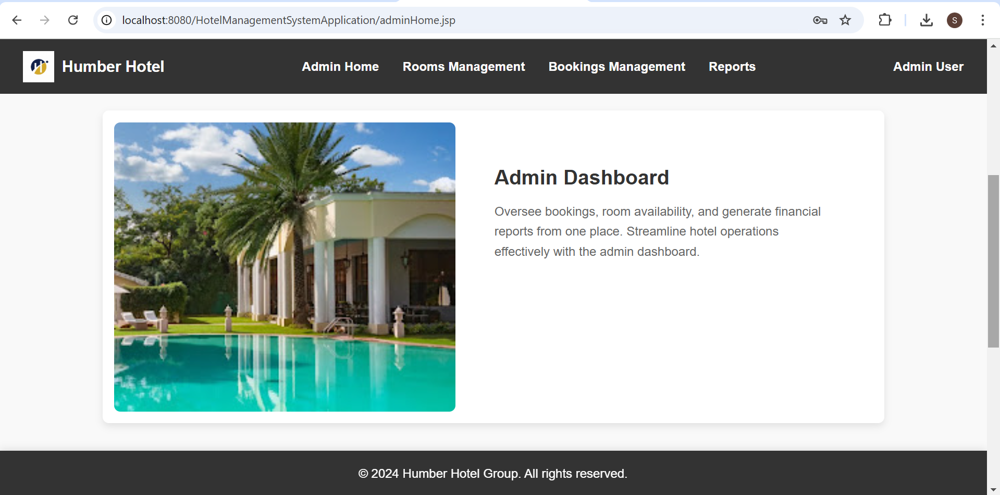 localhost:8080/HotelManagementSystemApplication/adminHome.jsp
S
H
Humber Hotel
Admin Home
Rooms Management
Bookings Management
Reports
Admin User
Admin Dashboard
Oversee bookings, room availability, and generate financial
reports from one place. Streamline hotel operations
effectively with the admin dashboard.
© 2024 Humber Hotel Group. All rights reserved.